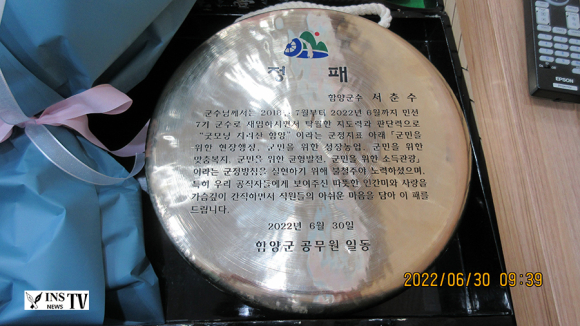 정 패
함양군수 서 춘 수
군수님께서는 2018년 7월부터 2022년 6월까지 민선
7기 군수로 재임하시면서 탁월한 지도력과 판단력으로
"굿모닝 지리산 함양" 이라는 군정지표 아래 「군민을
위한 현장행정, 군민을 위한 성장농업, 군민을 위한
맞춤복지, 군민을 위한 균형발전, 군민을 위한 소득관광」
이라는 군정방침을 실현하기 위해 불철주야 노력하셨으며,
특히 우리 공직자들에게 보여주신 따뜻한 인간미와 사랑을
가슴깊이 간직하면서 직원들의 아쉬운 마음을 담아 이 패를
드립니다.
2022년 6월 30일
함양군 공무원 일동
EPSON
2022/06/30 09:39
INS TV
NEWS